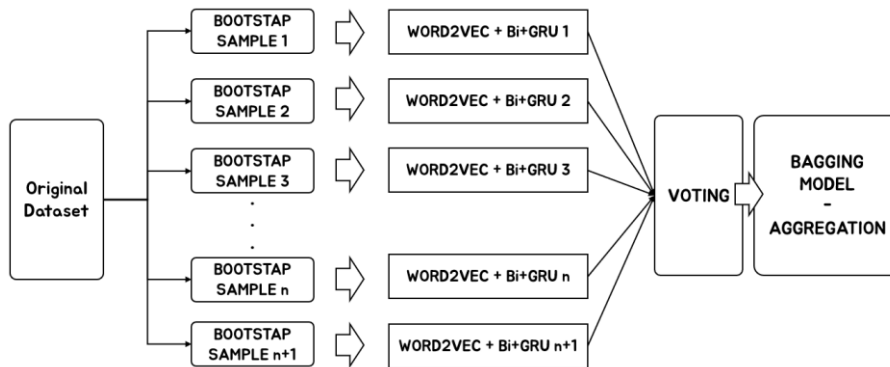 Original
Dataset
BOOTSTAP
SAMPLE 1
BOOTSTAP
SAMPLE 2
BOOTSTAP
SAMPLE 3
.
.
.
BOOTSTAP
SAMPLE n
BOOTSTAP
SAMPLE n+1
WORD2VEC + Bi+GRU 1
WORD2VEC + Bi+GRU 2
WORD2VEC + Bi+GRU 3
WORD2VEC + Bi+GRU n
WORD2VEC + Bi+GRU n+1
VOTING
BAGGING
MODEL
–
AGGREGATION